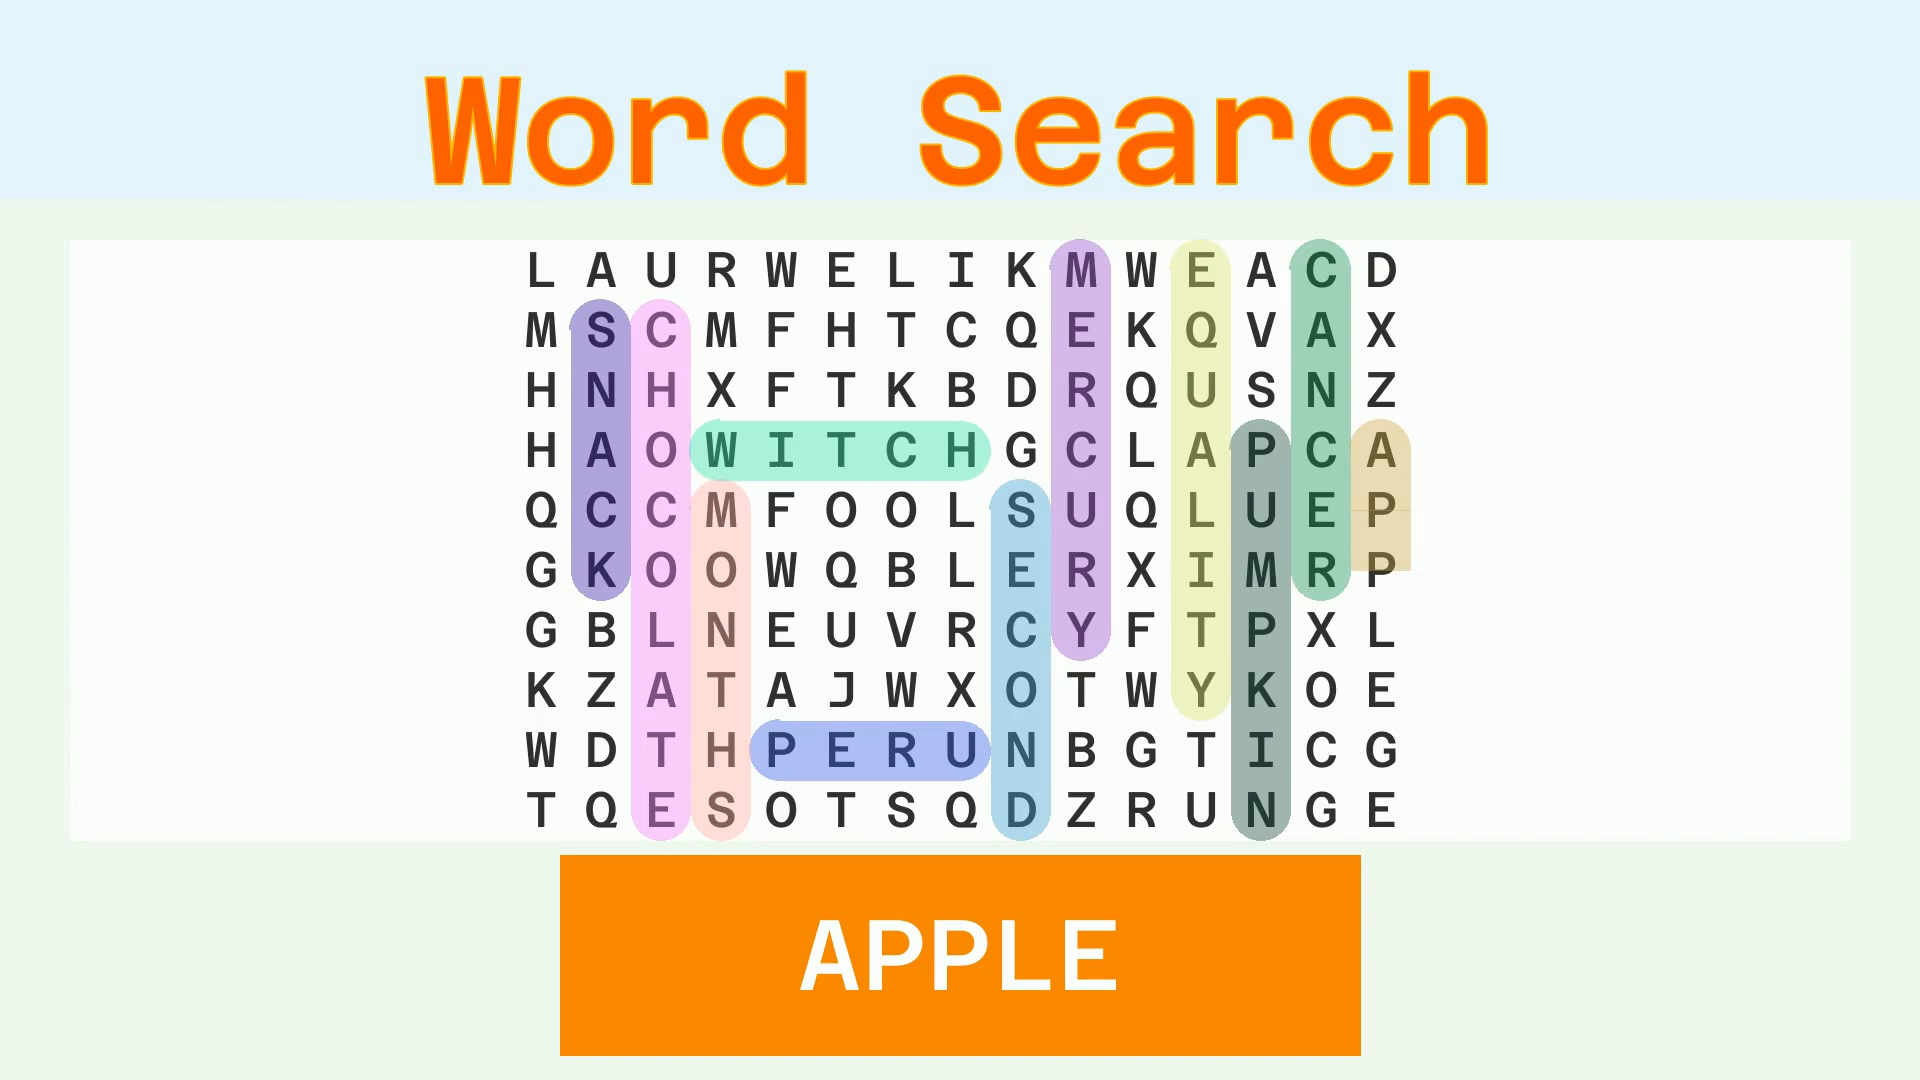 Word Search
L A U R W E L I K M W E A C D
M S C M F H T C Q E K Q V A X
H N H X F T K B D R Q U S N Z
H A O W I T C H G C L A P C A
Q C C M F O O L S U Q L U E P
G K O O W Q B L E R X I M R P
G B L N E U V R C Y F T P X L
K Z A T A J W X O T W Y K O E
W D T H P E R U N B G T I C G
T Q E S O T S Q D Z R U N G E
APPLE